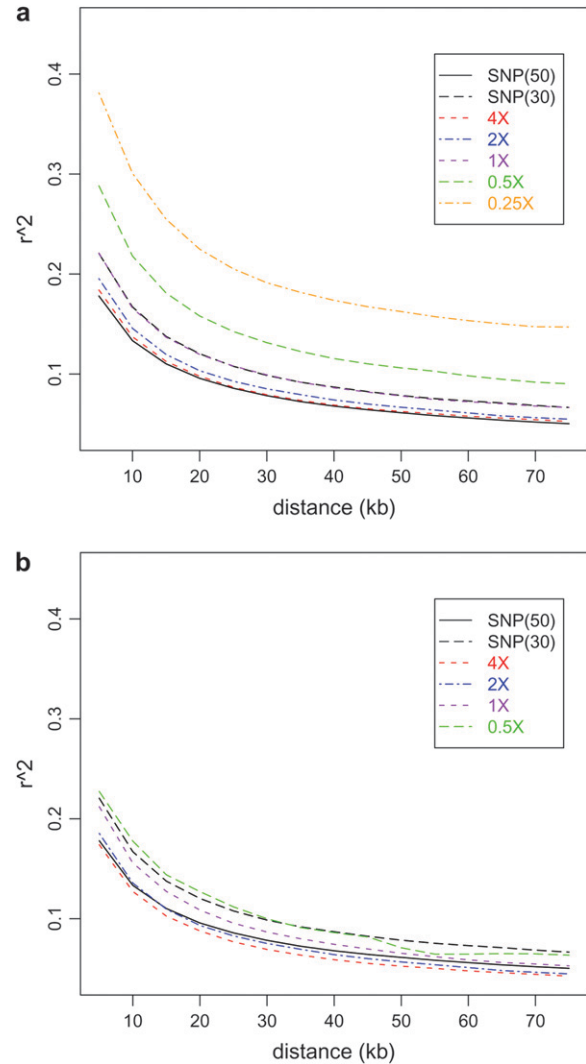 a
0.4
0.3
0.2
0.1
r^2
SNP(50)
SNP(30)
4X
2X
1X
0.5X
0.25X
10 20 30 40 50 60 70
distance (kb)
b
0.4
0.3
0.2
0.1
r^2
SNP(50)
SNP(30)
4X
2X
1X
0.5X
10 20 30 40 50 60 70
distance (kb)